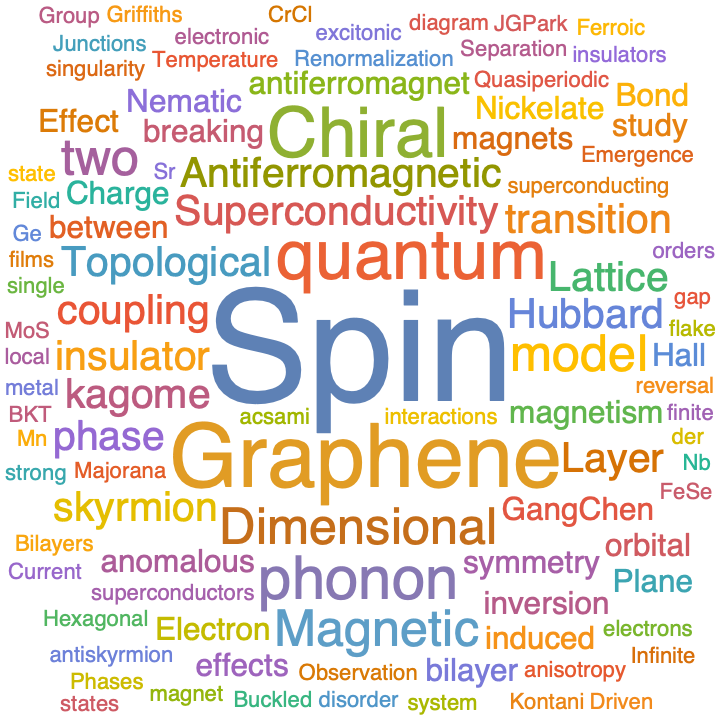 Group Griffiths CrCl excitonic diagram JGPark Ferroic
Junctions electronic Renormalization Separation insulators
singularity Temperature antiferromagnet Quasiperiodic
Nematic Chiral Nickelate Bond
Effect breaking magnets study
two Antiferromagnetic Emergence
state Sr superconducting
Field Charge Superconductivity transition
Ge between quantum orders
films Topological Lattice
single coupling Spin Hubbard gap
MoS flake
local insulator model Hall
metal kagome reversal
BKT acsami interactions magnetism finite
Mn phase Graphene der
strong Majorana Layer Nb
skyrmion GangChen FeSe
Dimensional
Bilayers anomalous phonon symmetry orbital
Current superconductors Plane
Hexagonal Electron Magnetic inversion
induced electrons
antiskyrmion effects Observation bilayer anisotropy Infinite
Phases magnet
states Buckled disorder system Kontani Driven